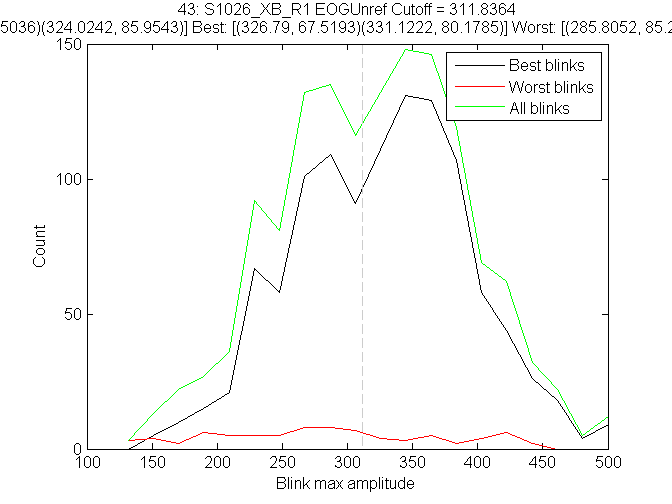 43: S1026_XB_R1 EOGUnref Cutoff = 311.8364
5036)(324.0242, 85.9543)] Best: [(326.79, 67.5193)(331.1222, 80.1785)] Worst: [(285.8052, 85.2
150
100
50
0
Count
Best blinks
Worst blinks
All blinks
100 150 200 250 300 350 400 450 500
Blink max amplitude